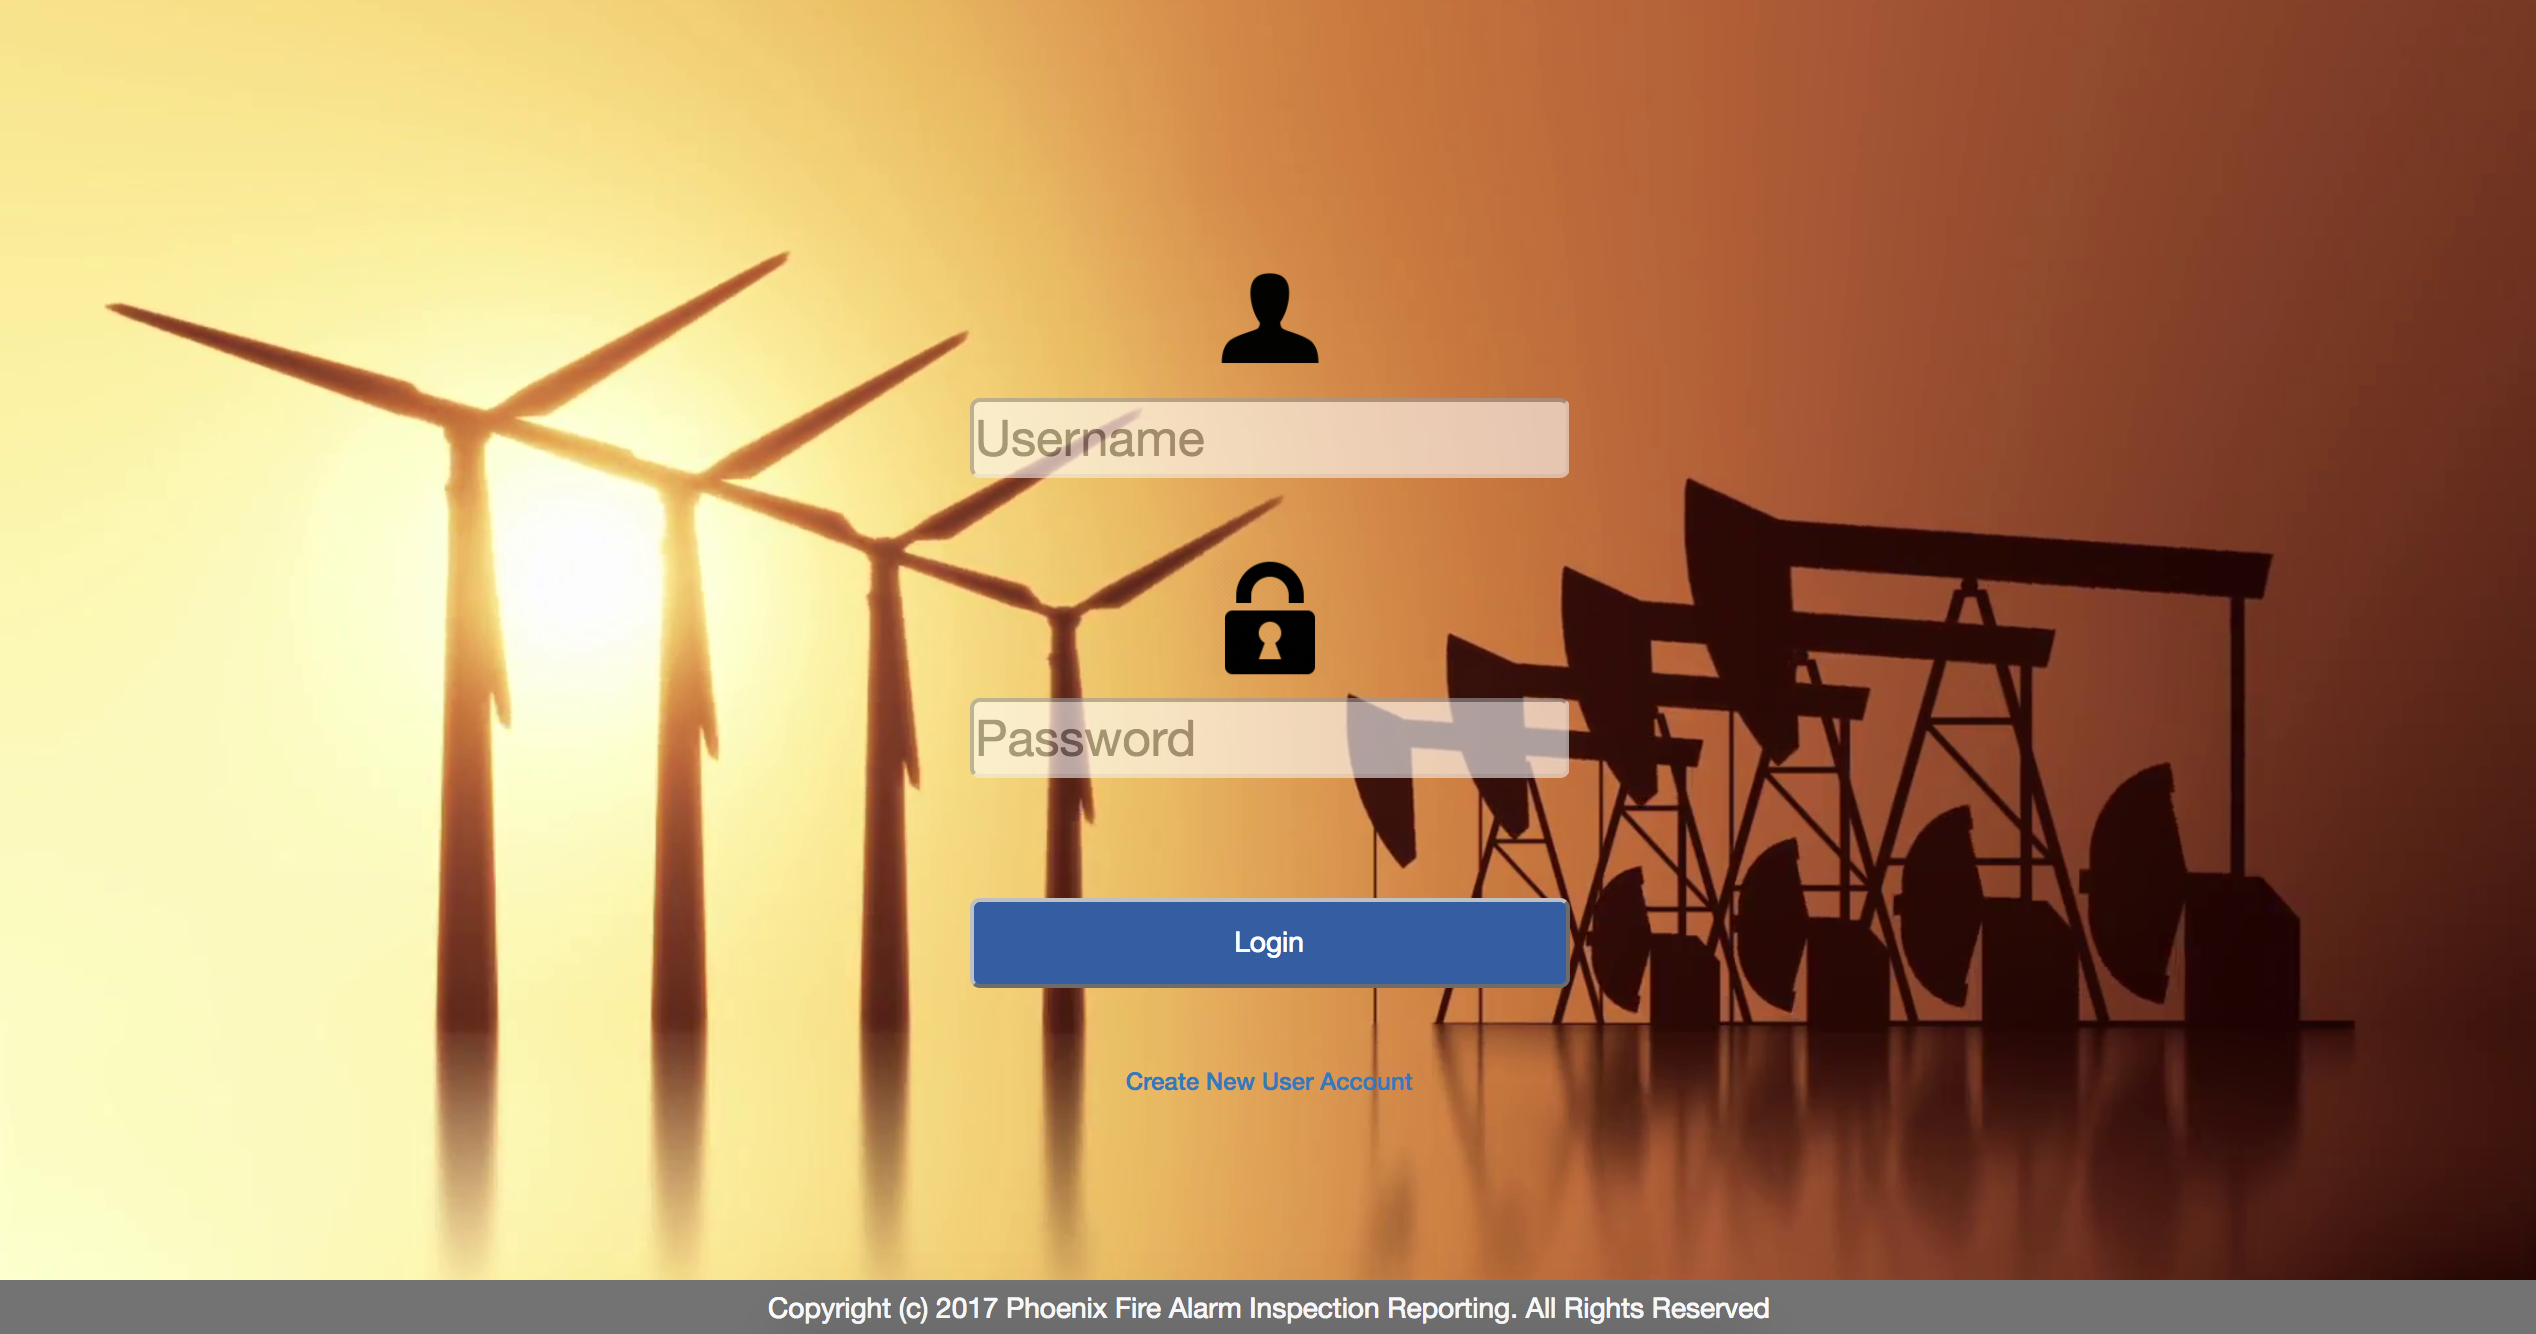 Username
Password
Login
Create New User Account
Copyright (c) 2017 Phoenix Fire Alarm Inspection Reporting. All Rights Reserved